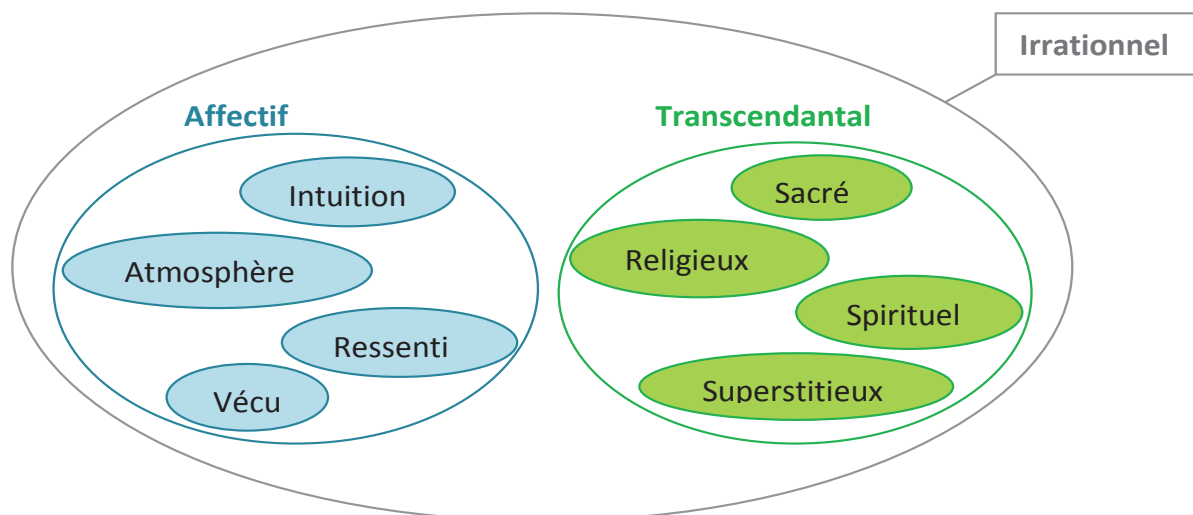 Irrationnel
Affectif
Transcendantal
Intuition
Sacré
Atmosphère
Religieux
Ressenti
Spirituel
Vécu
Superstitieux